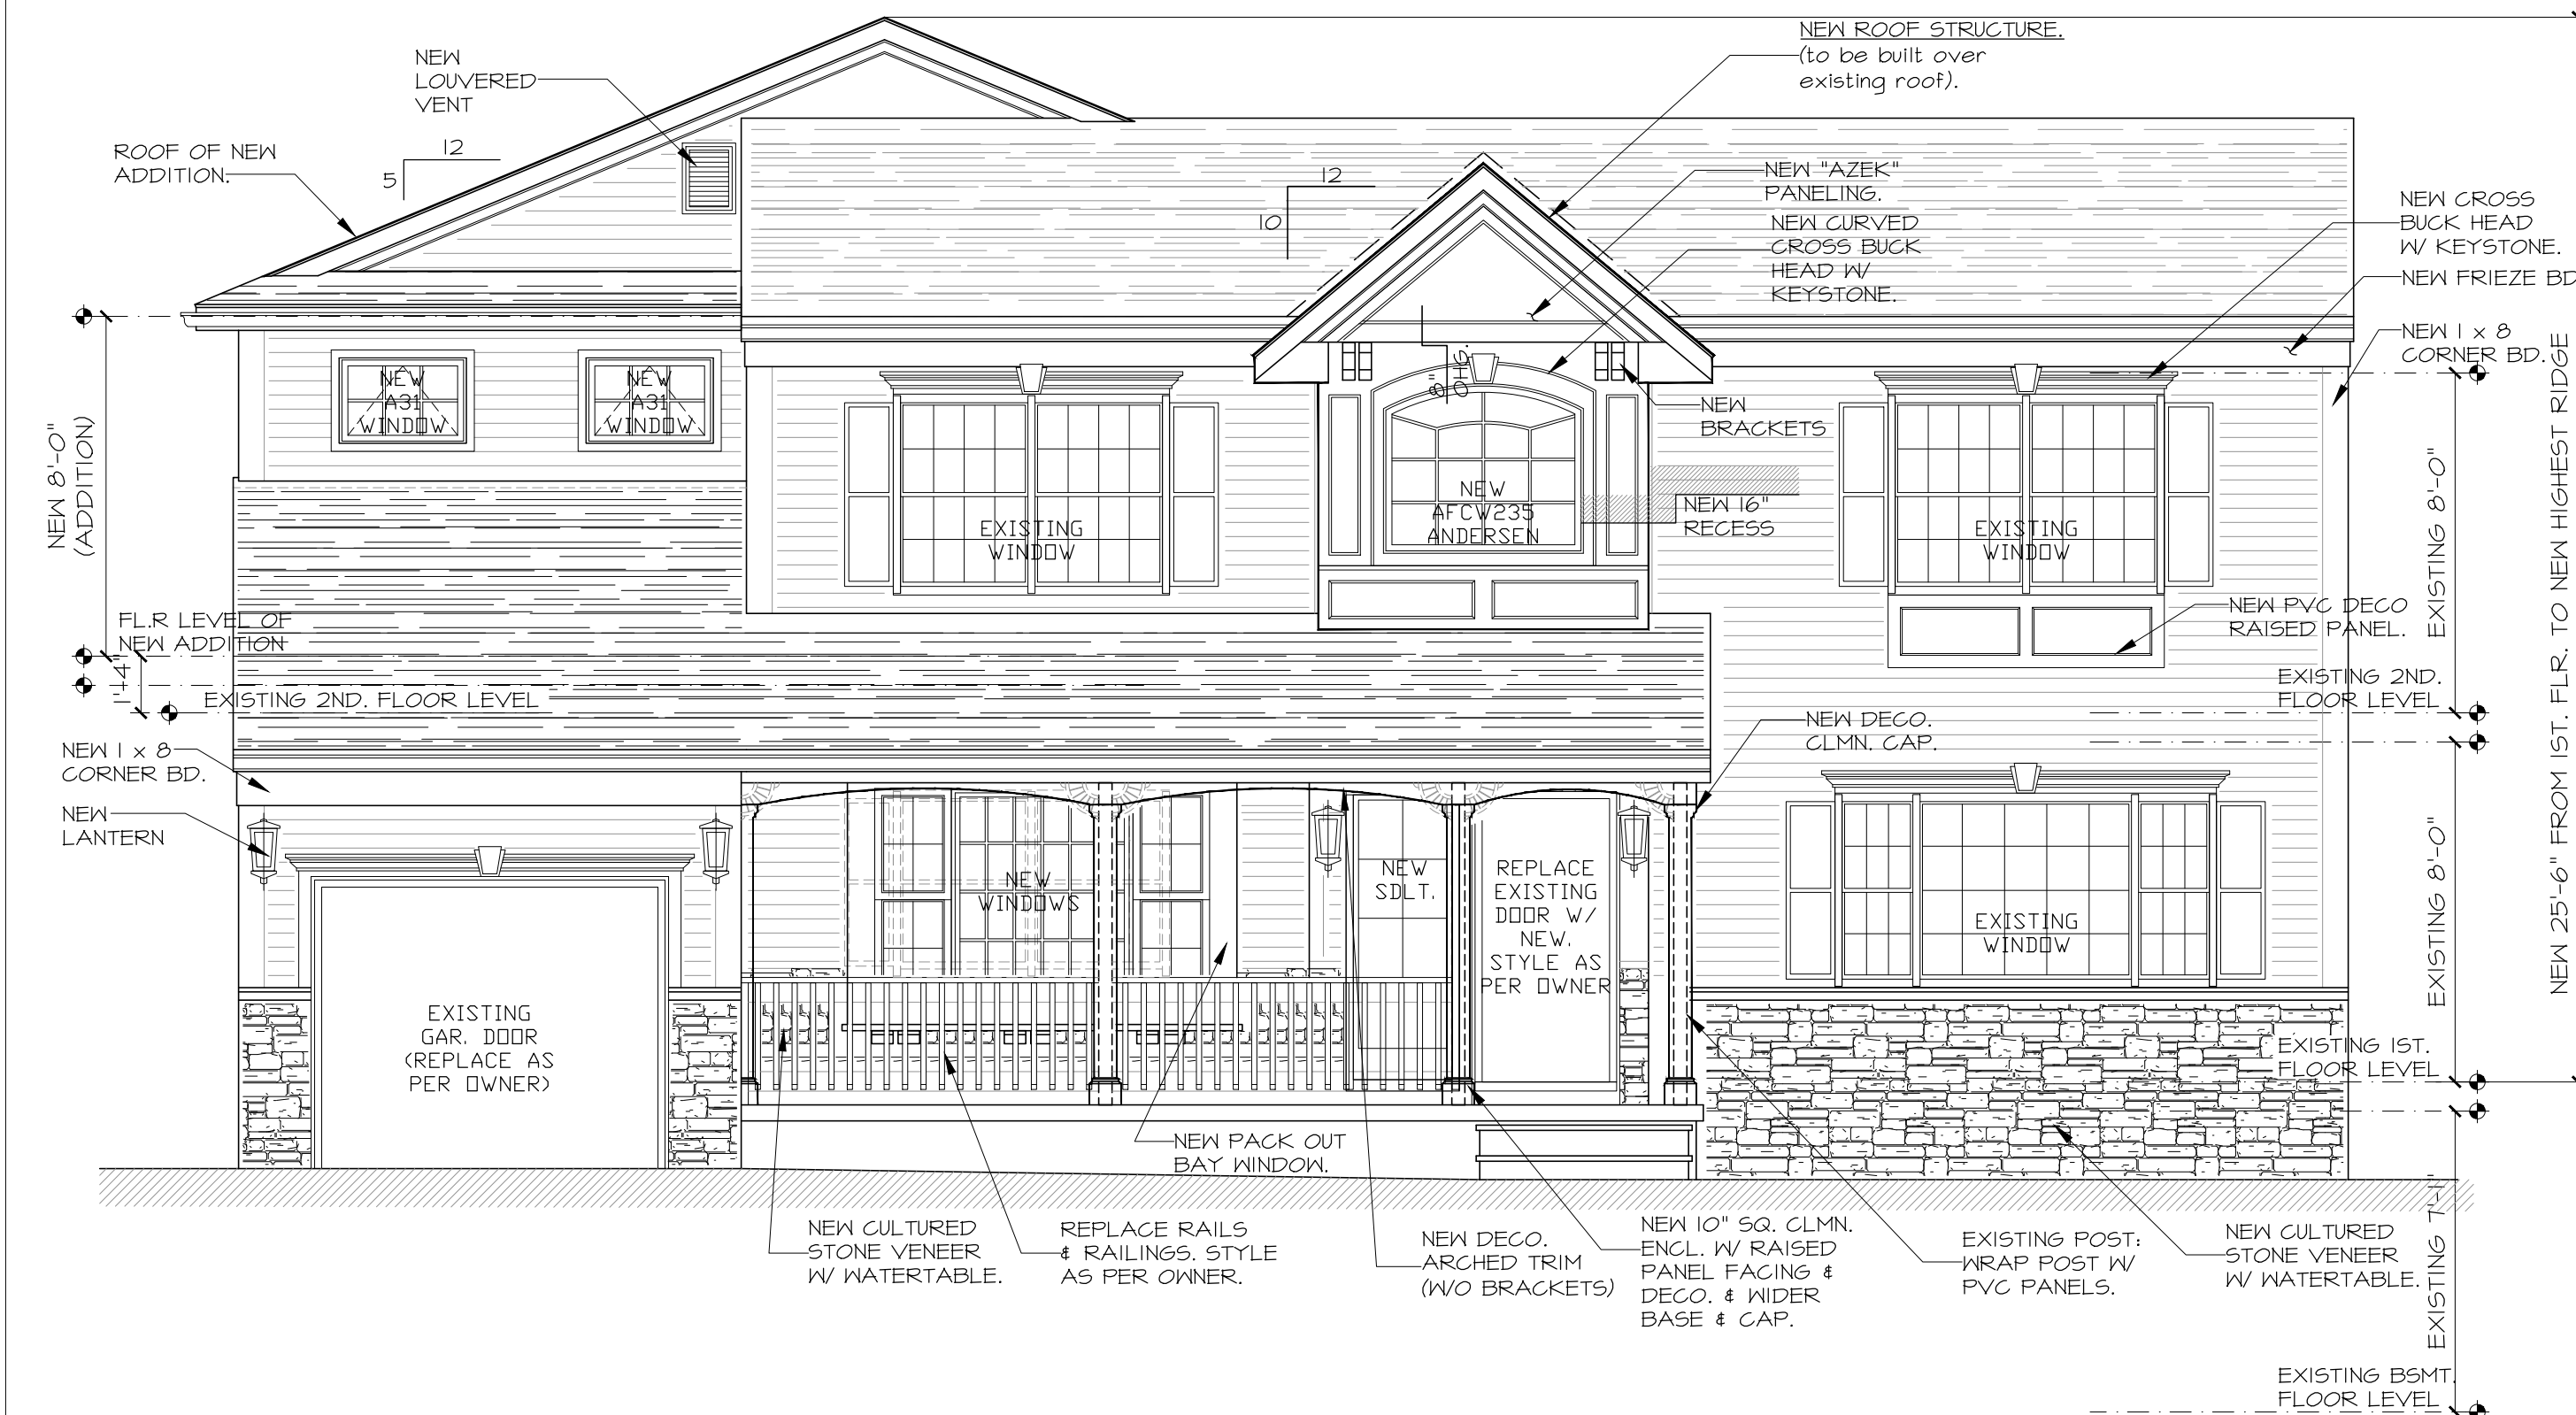 NEW ROOF STRUCTURE.
(to be built over
existing roof).
NEW
LOUVERED
VENT
ROOF OF NEW
ADDITION.
12
5
12
10
NEW "AZEK"
PANELING.
NEW CURVED
CROSS BUCK
HEAD W/
KEYSTONE.
NEW CROSS
BUCK HEAD
W/ KEYSTONE.
NEW FRIEZE BD
NEW 1 x 8
CORNER BD.
NEW
A31
WINDOW
NEW
A31
WINDOW
8"
OHG.
NEW
BRACKETS
NEW 8'-0"
(ADDITION)
EXISTING
WINDOW
NEW
AFCW235
ANDERSEN
NEW 16"
RECESS
EXISTING
WINDOW
EXISTING 8'-0"
NEW 25'-6" FROM 1ST. FLR. TO NEW HIGHEST RIDGE
NEW PVC DECO
RAISED PANEL.
FL.R LEVEL OF
NEW ADDITION
1'-4"
EXISTING 2ND. FLOOR LEVEL
EXISTING 2ND.
FLOOR LEVEL
NEW DECO.
CLMN. CAP.
NEW 1 x 8
CORNER BD.
NEW
LANTERN
NEW
WINDOWS
NEW
SDLT.
REPLACE
EXISTING
DOOR W/
NEW.
STYLE AS
PER OWNER
EXISTING
WINDOW
EXISTING 8'-0"
EXISTING
GAR. DOOR
(REPLACE AS
PER OWNER)
EXISTING 1ST.
FLOOR LEVEL
NEW PACK OUT
BAY WINDOW.
NEW CULTURED
STONE VENEER
W/ WATERTABLE.
REPLACE RAILS
& RAILINGS. STYLE
AS PER OWNER.
NEW DECO.
ARCHED TRIM
(W/O BRACKETS)
NEW 10" SQ. CLMN.
ENCL. W/ RAISED
PANEL FACING &
DECO. & WIDER
BASE & CAP.
EXISTING POST:
WRAP POST W/
PVC PANELS.
NEW CULTURED
STONE VENEER
W/ WATERTABLE.
EXISTING 7'-1"
EXISTING BSMT.
FLOOR LEVEL